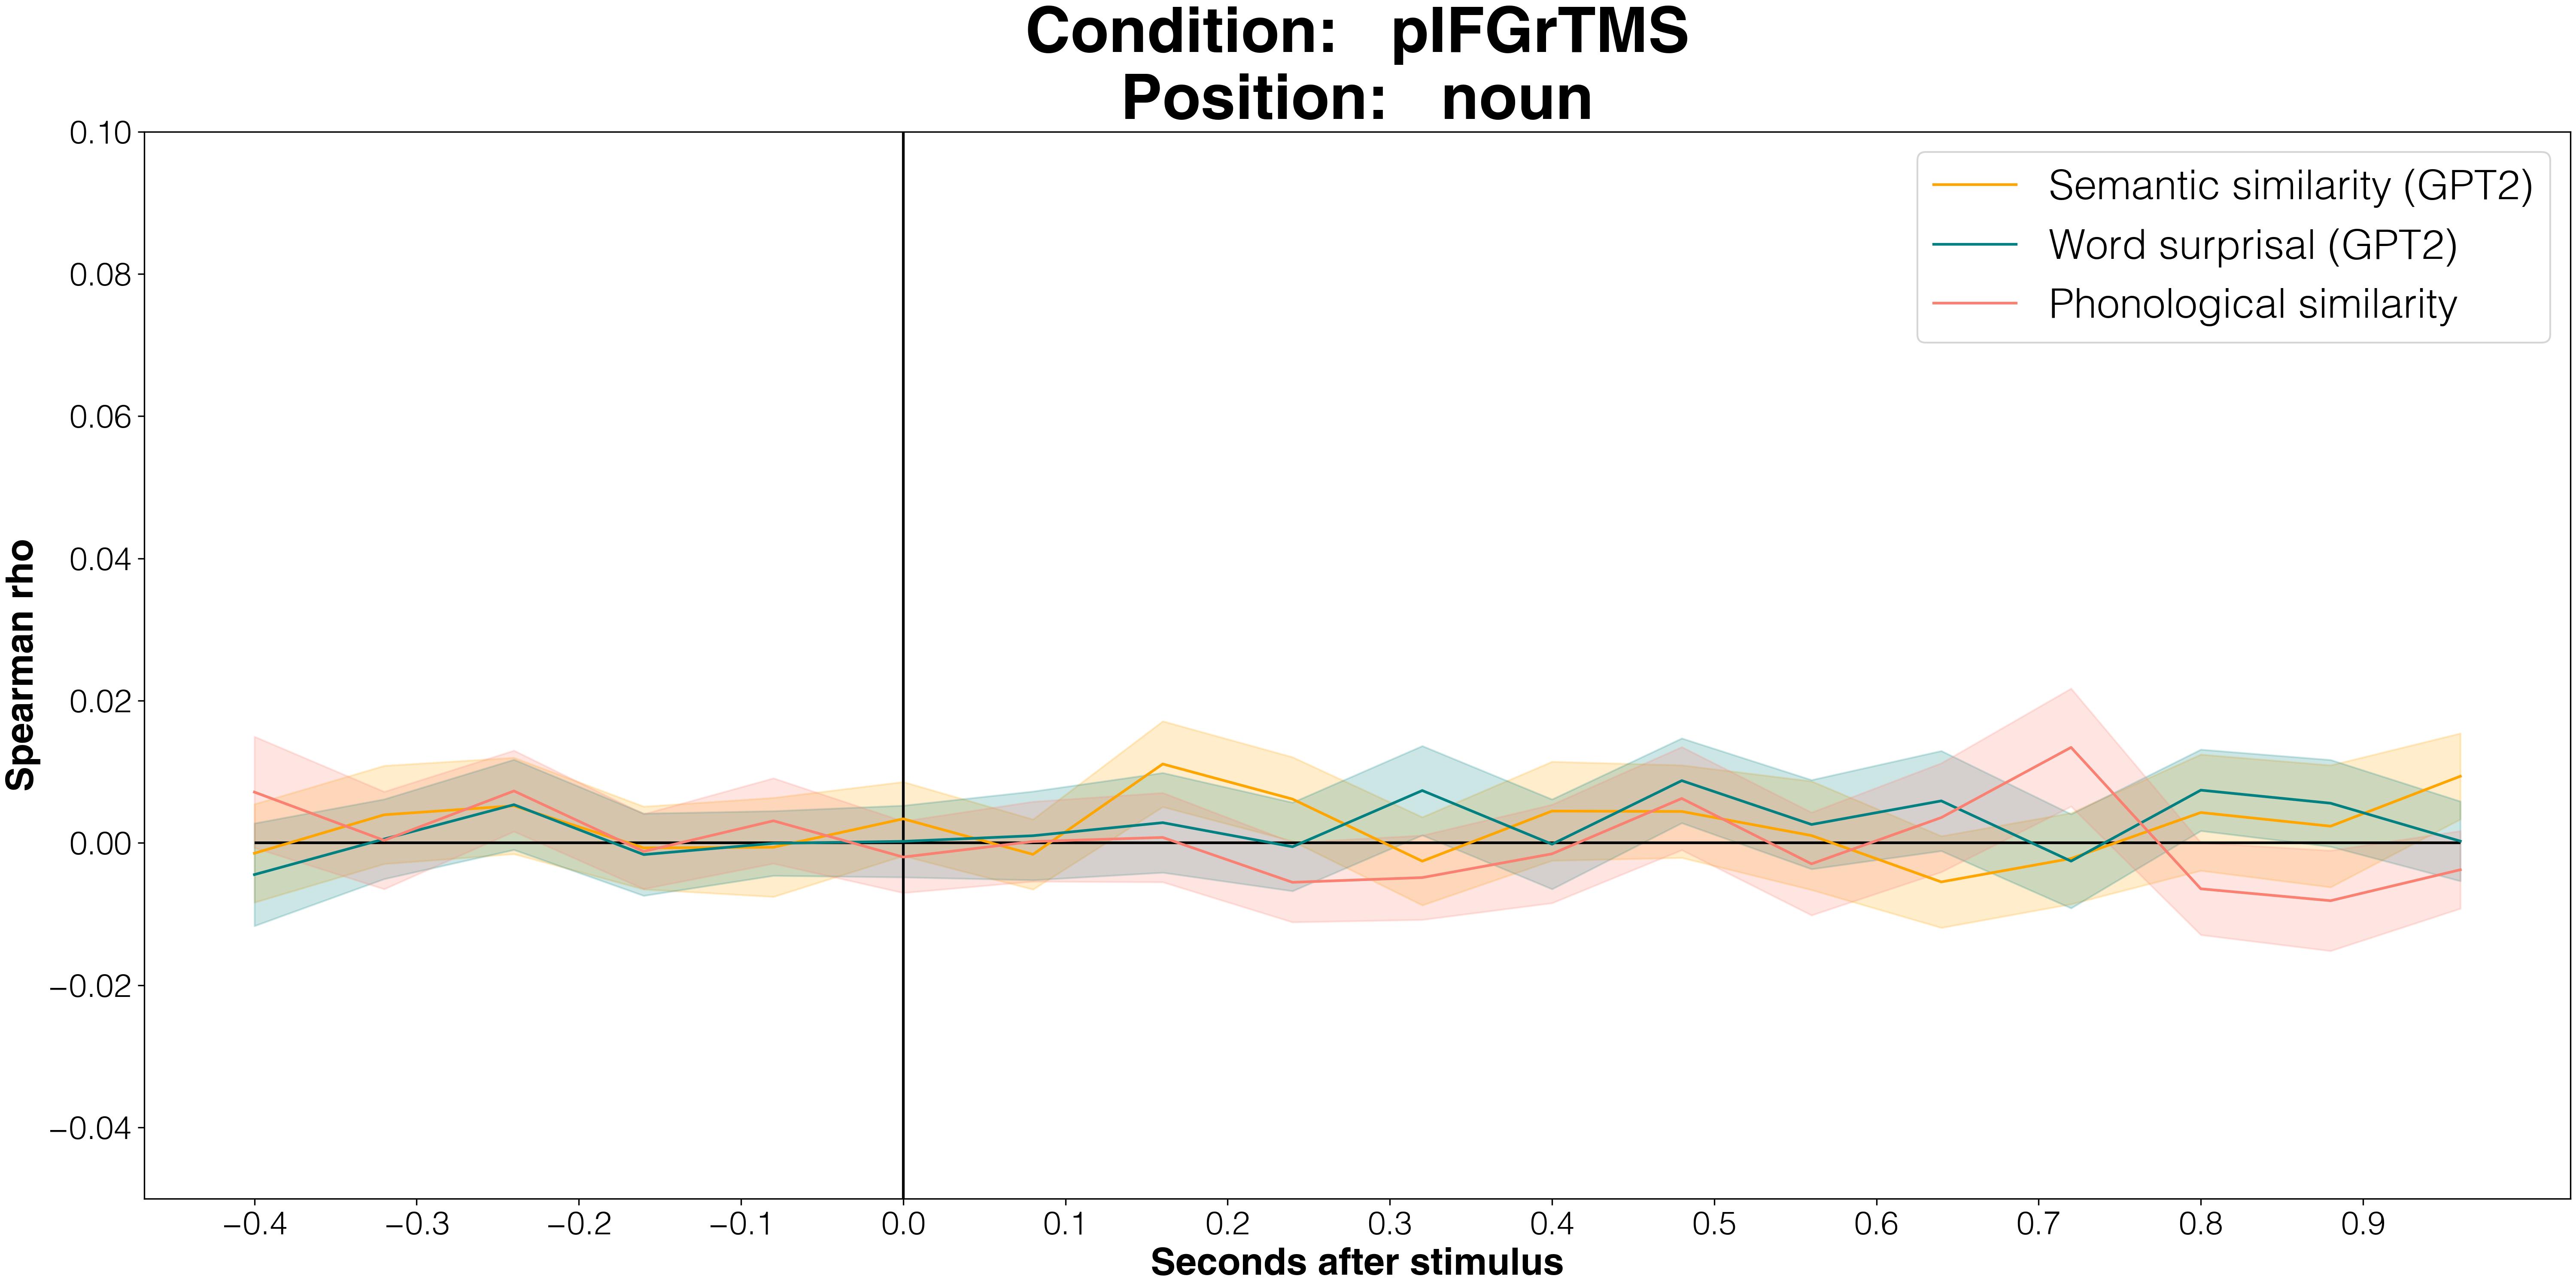 Condition:   pIFGrTMS
Position:   noun
0.10
0.08
0.06
0.04
0.02
0.00
−0.02
−0.04
Spearman rho
Semantic similarity (GPT2)
Word surprisal (GPT2)
Phonological similarity
−0.4 −0.3 −0.2 −0.1 0.0 0.1 0.2 0.3 0.4 0.5 0.6 0.7 0.8 0.9
Seconds after stimulus